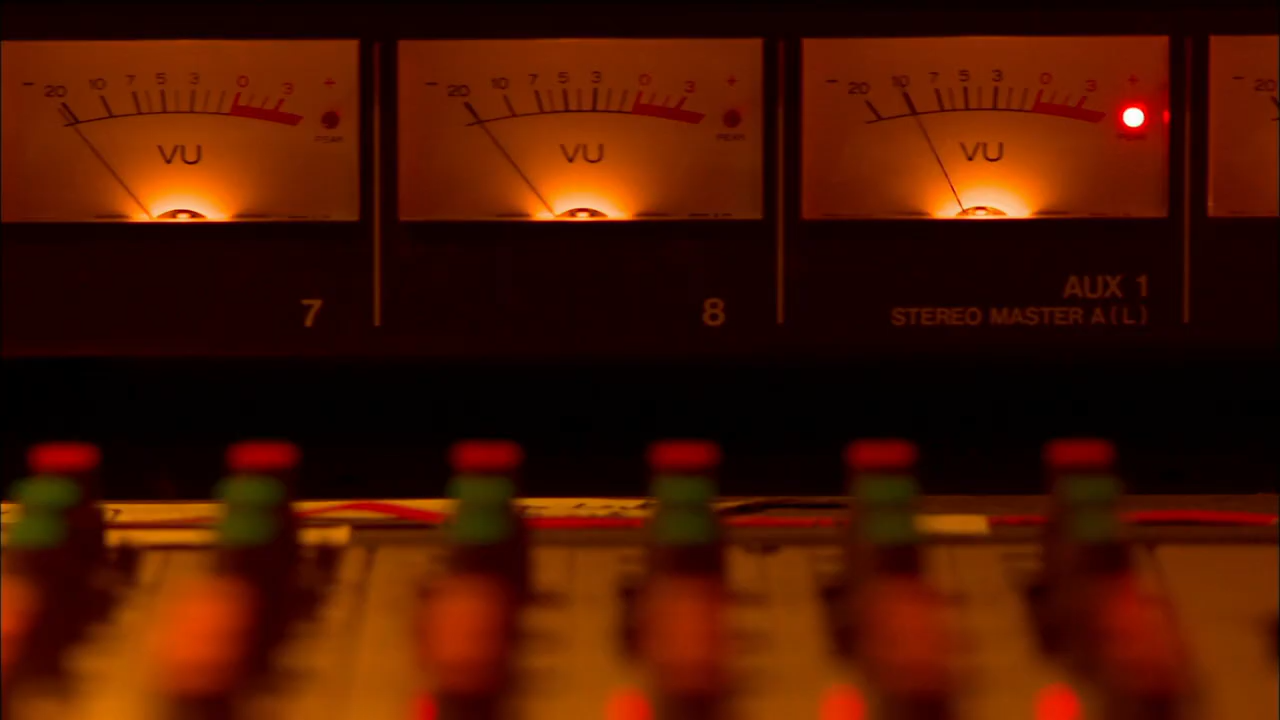 - 20 10 7 5 3 0 3 +
PEAK
VU
7
- 20 10 7 5 3 0 3 +
PEAK
VU
8
- 20 10 7 5 3 0 3 +
VU
AUX 1
STEREO MASTER A(L)
- 20